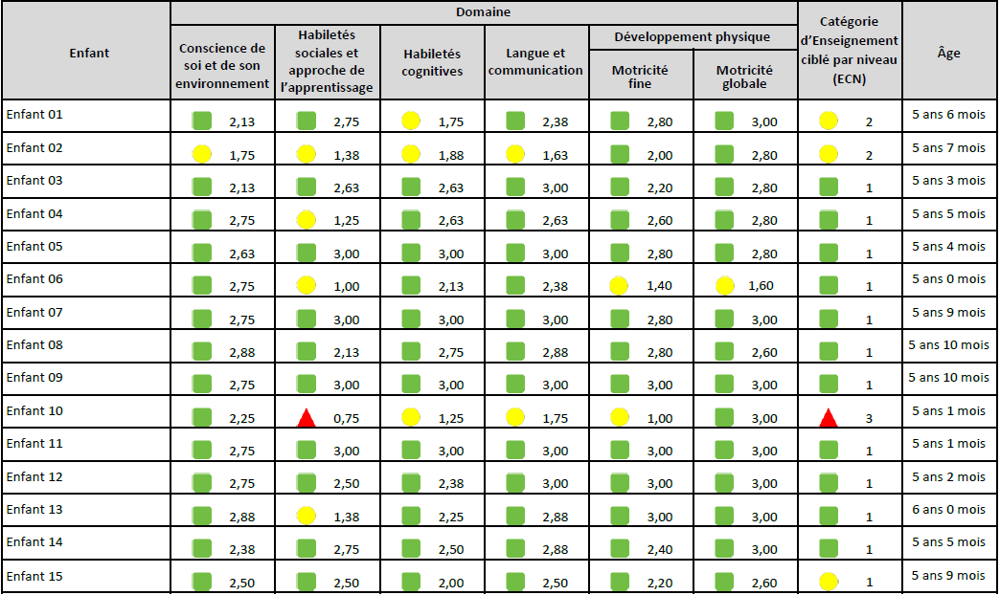 Enfant
Domaine
Conscience de
soi et de son
environnement
Habiletés
sociales et
approche de
l'apprentissage
Habiletés
cognitives
Langue et
communication
Développement physique
Motricité
fine
Motricité
globale
Catégorie
d'Enseignement
ciblé par niveau
(ECN)
Âge
Enfant 01 2,13 2,75 1,75 2,38 2,80 3,00 2 5 ans 6 mois
Enfant 02 1,75 1,38 1,88 1,63 2,00 2,80 2 5 ans 7 mois
Enfant 03 2,13 2,63 2,63 3,00 2,20 2,80 1 5 ans 3 mois
Enfant 04 2,75 1,25 2,63 2,63 2,60 2,80 1 5 ans 5 mois
Enfant 05 2,63 3,00 3,00 3,00 2,80 2,80 1 5 ans 4 mois
Enfant 06 2,75 1,00 2,13 2,38 1,40 1,60 1 5 ans 0 mois
Enfant 07 2,75 3,00 3,00 3,00 2,80 3,00 1 5 ans 9 mois
Enfant 08 2,88 2,13 2,75 2,88 2,80 2,60 1 5 ans 10 mois
Enfant 09 2,75 3,00 3,00 3,00 3,00 3,00 1 5 ans 10 mois
Enfant 10 2,25 0,75 1,25 1,75 1,00 3,00 3 5 ans 1 mois
Enfant 11 2,75 3,00 3,00 3,00 3,00 3,00 1 5 ans 1 mois
Enfant 12 2,75 2,50 2,38 3,00 3,00 3,00 1 5 ans 2 mois
Enfant 13 2,88 1,38 2,25 2,88 3,00 3,00 1 6 ans 0 mois
Enfant 14 2,38 2,75 2,50 2,88 2,40 3,00 1 5 ans 5 mois
Enfant 15 2,50 2,50 2,00 2,50 2,20 2,60 1 5 ans 9 mois